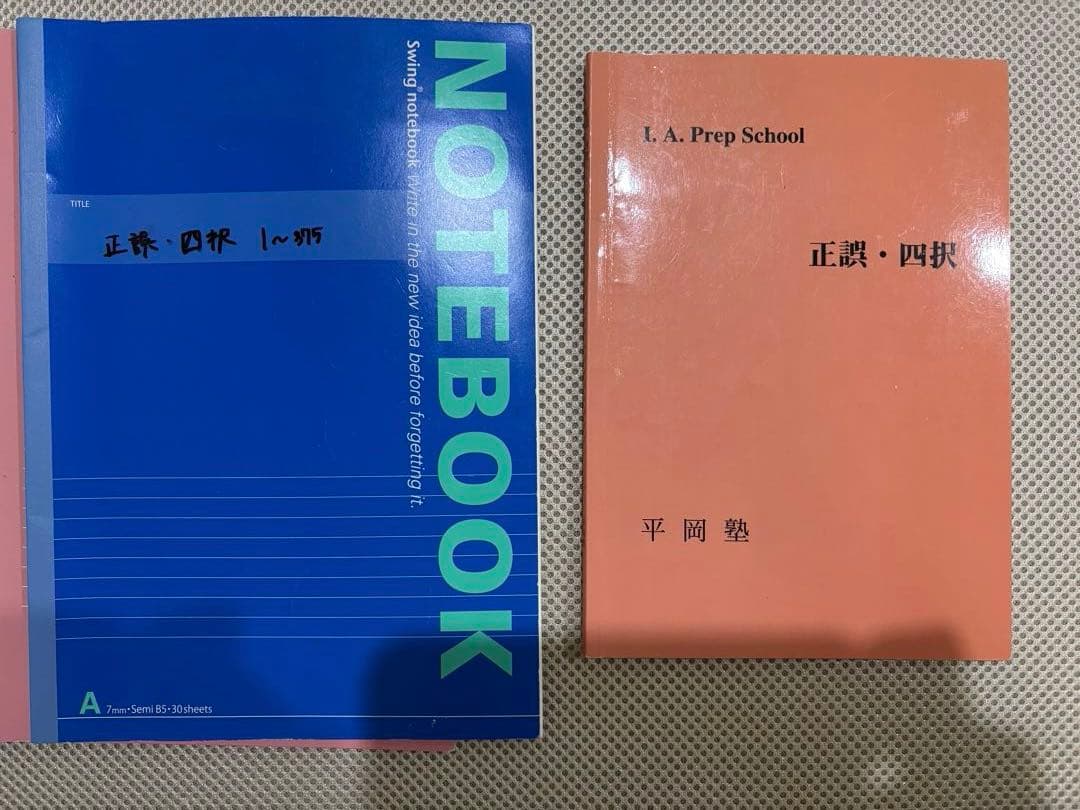 NOTEBOOK
Swing® notebook Write in the new idea before forgetting it.
TITLE
正誤・四択 1〜375
A 7mm・Semi B5・30sheets
I. A. Prep School
正誤・四択
平岡塾